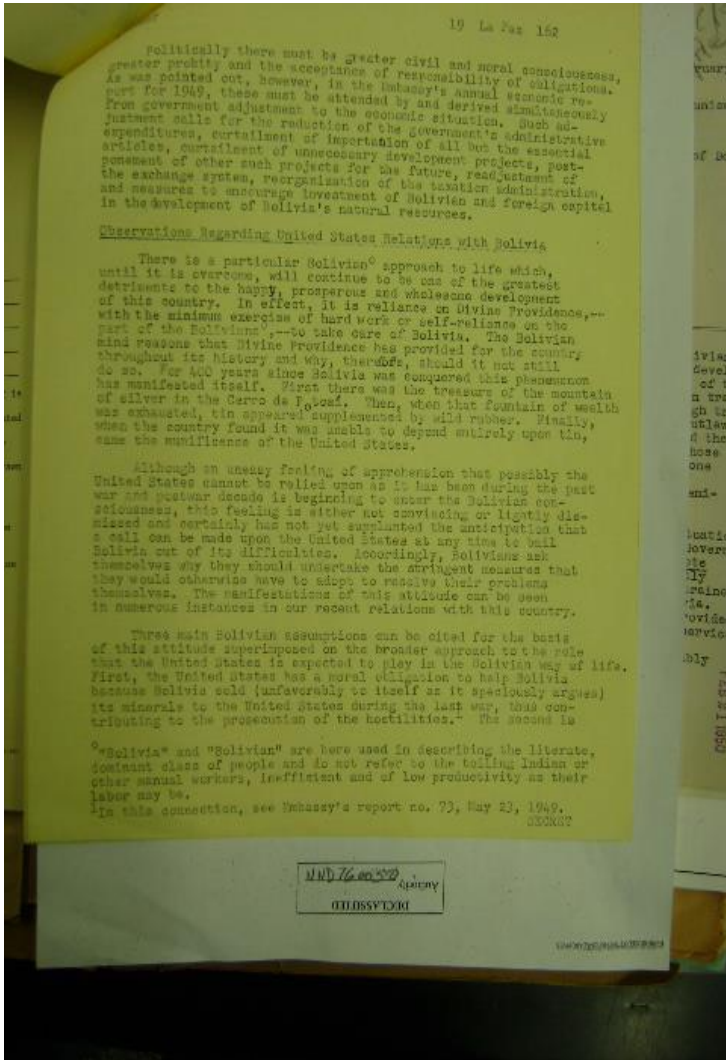 19 La Paz 162
Politically there must be greater civil and moral consciousness,
greater probity and the acceptance of responsibility of obligations.
As was pointed out, however, in the Embassy's annual economic re-
port for 1949, these must be attended by and derived simultaneously
from government adjustment to the economic situation. Such ad-
justment calls for the reduction of the government's administrative
expenditures, curtailment of importation of all but the essential
articles, curtailment of unnecessary development projects, post-
ponement of other such projects for the future, readjustment of
the exchange system, reorganization of the taxation administration,
and measures to encourage investment of Bolivian and foreign capital
in the development of Bolivia's natural resources.
Observations Regarding United States Relations with Bolivia
There is a particular Bolivian° approach to life which,
until it is overcome, will continue to be one of the greatest
detriments to the happy, prosperous and wholesome development
of this country. In effect, it is reliance on Divine Providence,--
with the minimum exercise of hard work or self-reliance on the
part of the Bolivians°,--to take care of Bolivia. The Bolivian
mind reasons that Divine Providence has provided for the country
throughout its history and why, therefore, should it not still
do so. For 400 years since Bolivia was conquered this phenomenon
has manifested itself. First there was the treasure of the mountain
of silver in the Cerro de Potosí. Then, when that fountain of wealth
was exhausted, tin appeared supplemented by wild rubber. Finally,
when the country found it was unable to depend entirely upon tin,
came the munificence of the United States.
Although an uneasy feeling of apprehension that possibly the
United States cannot be relied upon as it has been during the past
war and postwar decade is beginning to enter the Bolivian con-
sciousness, this feeling is either not convincing or lightly dis-
missed and certainly has not yet supplanted the anticipation that
a call can be made upon the United States at any time to bail
Bolivia out of its difficulties. Accordingly, Bolivians ask
themselves why they should undertake the stringent measures that
they would otherwise have to adopt to resolve their problems
themselves. The manifestations of this attitude can be seen
in numerous instances in our recent relations with this country.
Three main Bolivian assumptions can be cited for the basis
of this attitude superimposed on the broader approach to the role
that the United States is expected to play in the Bolivian way of life.
First, the United States has a moral obligation to help Bolivia
because Bolivia sold (unfavorably to itself as it speciously argues)
its minerals to the United States during the last war, thus con-
tributing to the prosecution of the hostilities.¹ The second is
°"Bolivia" and "Bolivian" are here used in describing the literate,
dominant class of people and do not refer to the toiling Indian or
other manual workers, inefficient and of low productivity as their
labor may be.
¹In this connection, see Embassy's report no. 73, May 23, 1949.
SECRET
DECLASSIFIED
Authority NND